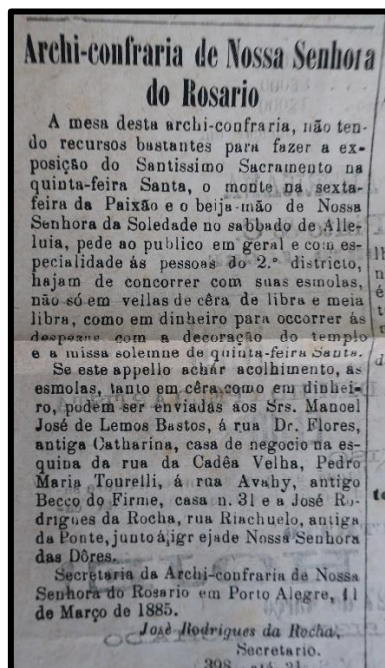 Archi-confraria de Nossa Senhora
do Rosario
A mesa desta archi-confraria, não ten-
do recursos bastantes para fazer a ex-
posição do Santissimo Sacramento na
quinta-feira Santa, o monte na sexta-
feira da Paixão e o beija-mão de Nossa
Senhora da Soledade no sabbado de Alle-
luia, pede ao publico em geral e com es-
pecialidade ás pessoas do 2.º districto,
hajam de concorrer com suas esmolas,
não só em vellas de cêra de libra e meia
libra, como em dinheiro para occorrer ás
despezas com a decoração do templo
e a missa solemne de quinta-feira Santa.
Se este appello achár acolhimento, as
esmolas, tanto em cêra como em dinhei-
ro, podem ser enviadas aos Srs. Manoel
José de Lemos Bastos, á rua Dr. Flores,
antiga Catharina, casa de negocio na es-
quina da rua da Cadêa Velha, Pedro
Maria Tourelli, á rua Avahy, antigo
Becco do Firme, casa n. 31 e a José Ro-
drigues da Rocha, rua Riachuelo, antiga
da Ponte, junto á igr ejade Nossa Senhora
das Dôres.
Secretaria da Archi-confraria de Nossa
Senhora do Rosario em Porto Alegre, 11
de Março de 1885.
José Rodrigues da Rocha,
Secretario.